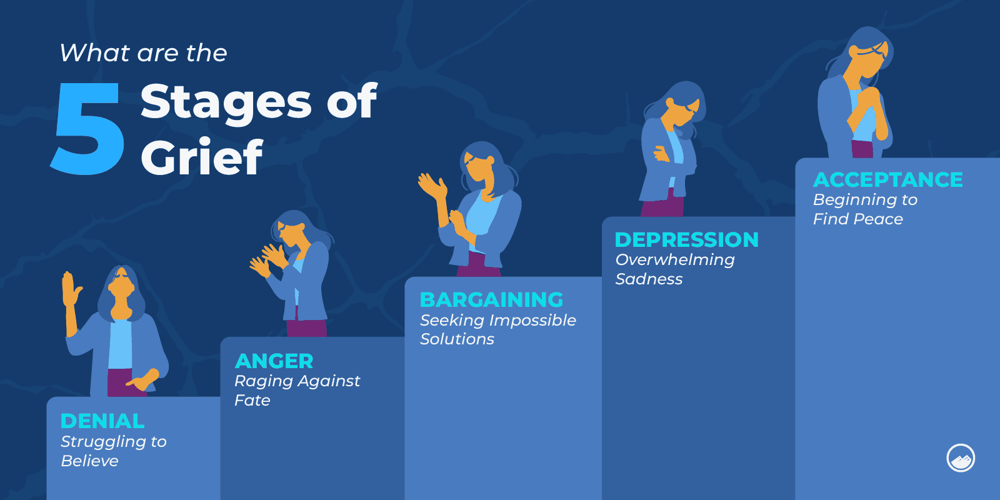 What are the
5 Stages of
Grief
DENIAL
Struggling to
Believe
ANGER
Raging Against
Fate
BARGAINING
Seeking Impossible
Solutions
DEPRESSION
Overwhelming
Sadness
ACCEPTANCE
Beginning to
Find Peace